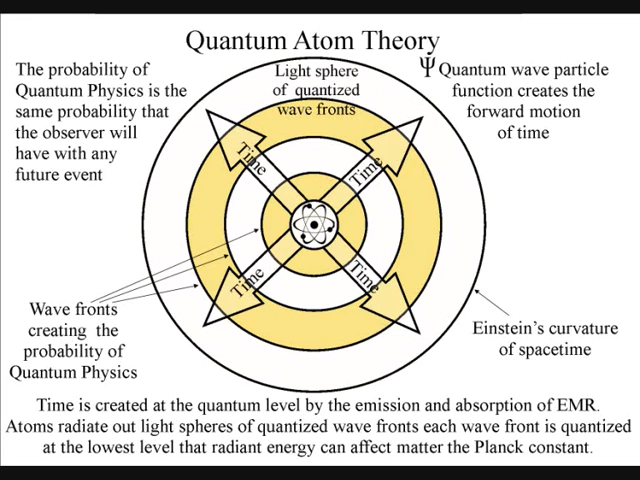 Quantum Atom Theory
The probability of
Quantum Physics is the
same probability that
the observer will
have with any
future event
Light sphere
of quantized
wave fronts
Ψ Quantum wave particle
function creates the
forward motion
of time
Time
Time
Time
Time
Wave fronts
creating the
probability of
Quantum Physics
Einstein's curvature
of spacetime
Time is created at the quantum level by the emission and absorption of EMR.
Atoms radiate out light spheres of quantized wave fronts each wave front is quantized
at the lowest level that radiant energy can affect matter the Planck constant.